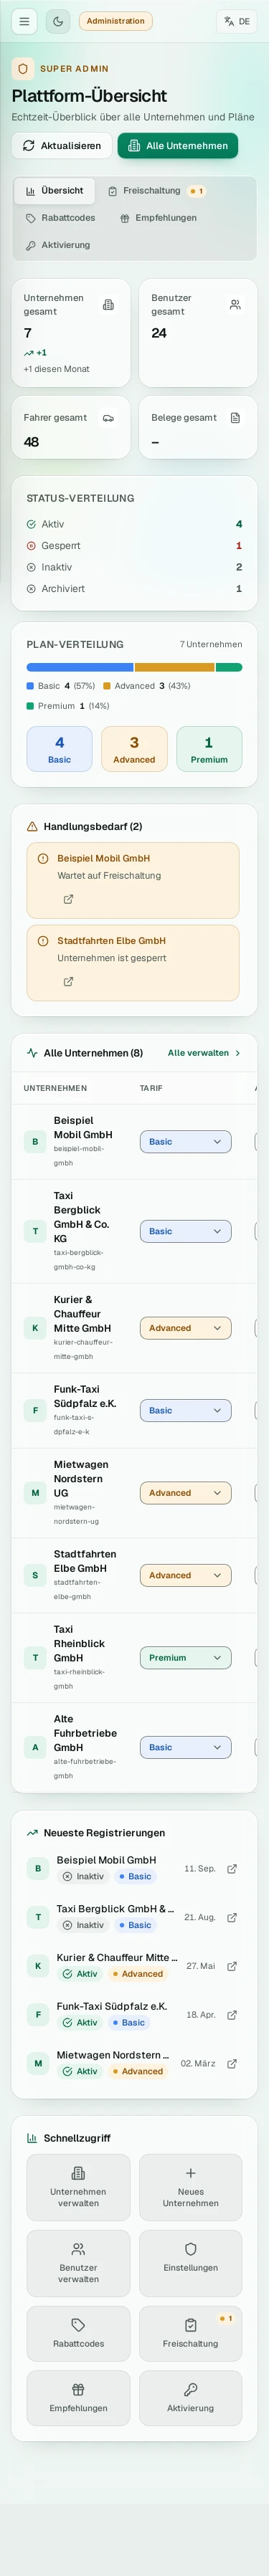 Administration
DE
SUPER ADMIN
Plattform-Übersicht
Echtzeit-Überblick über alle Unternehmen und Pläne
Aktualisieren
Alle Unternehmen
Übersicht
Freischaltung 1
Rabattcodes
Empfehlungen
Aktivierung
Unternehmen
gesamt
7
+1
+1 diesen Monat
Benutzer
gesamt
24
Fahrer gesamt
48
Belege gesamt
–
STATUS-VERTEILUNG
Aktiv 4
Gesperrt 1
Inaktiv 2
Archiviert 1
PLAN-VERTEILUNG 7 Unternehmen
Basic 4 (57%) Advanced 3 (43%)
Premium 1 (14%)
4
Basic
3
Advanced
1
Premium
Handlungsbedarf (2)
Beispiel Mobil GmbH
Wartet auf Freischaltung
Stadtfahrten Elbe GmbH
Unternehmen ist gesperrt
Alle Unternehmen (8) Alle verwalten
UNTERNEHMEN TARIF
B
Beispiel
Mobil GmbH
beispiel-mobil-
gmbh
Basic
T
Taxi
Bergblick
GmbH & Co.
KG
taxi-bergblick-
gmbh-co-kg
Basic
K
Kurier &
Chauffeur
Mitte GmbH
kurier-chauffeur-
mitte-gmbh
Advanced
F
Funk-Taxi
Südpfalz e.K.
funk-taxi-s-
dpfalz-e-k
Basic
M
Mietwagen
Nordstern
UG
mietwagen-
nordstern-ug
Advanced
S
Stadtfahrten
Elbe GmbH
stadtfahrten-
elbe-gmbh
Advanced
T
Taxi
Rheinblick
GmbH
taxi-rheinblick-
gmbh
Premium
A
Alte
Fuhrbetriebe
GmbH
alte-fuhrbetriebe-
gmbh
Basic
Neueste Registrierungen
B
Beispiel Mobil GmbH
Inaktiv Basic
11. Sep.
T
Taxi Bergblick GmbH & ...
Inaktiv Basic
21. Aug.
K
Kurier & Chauffeur Mitte ...
Aktiv Advanced
27. Mai
F
Funk-Taxi Südpfalz e.K.
Aktiv Basic
18. Apr.
M
Mietwagen Nordstern ...
Aktiv Advanced
02. März
Schnellzugriff
Unternehmen
verwalten
Neues
Unternehmen
Benutzer
verwalten
Einstellungen
Rabattcodes
1
Freischaltung
Empfehlungen
Aktivierung